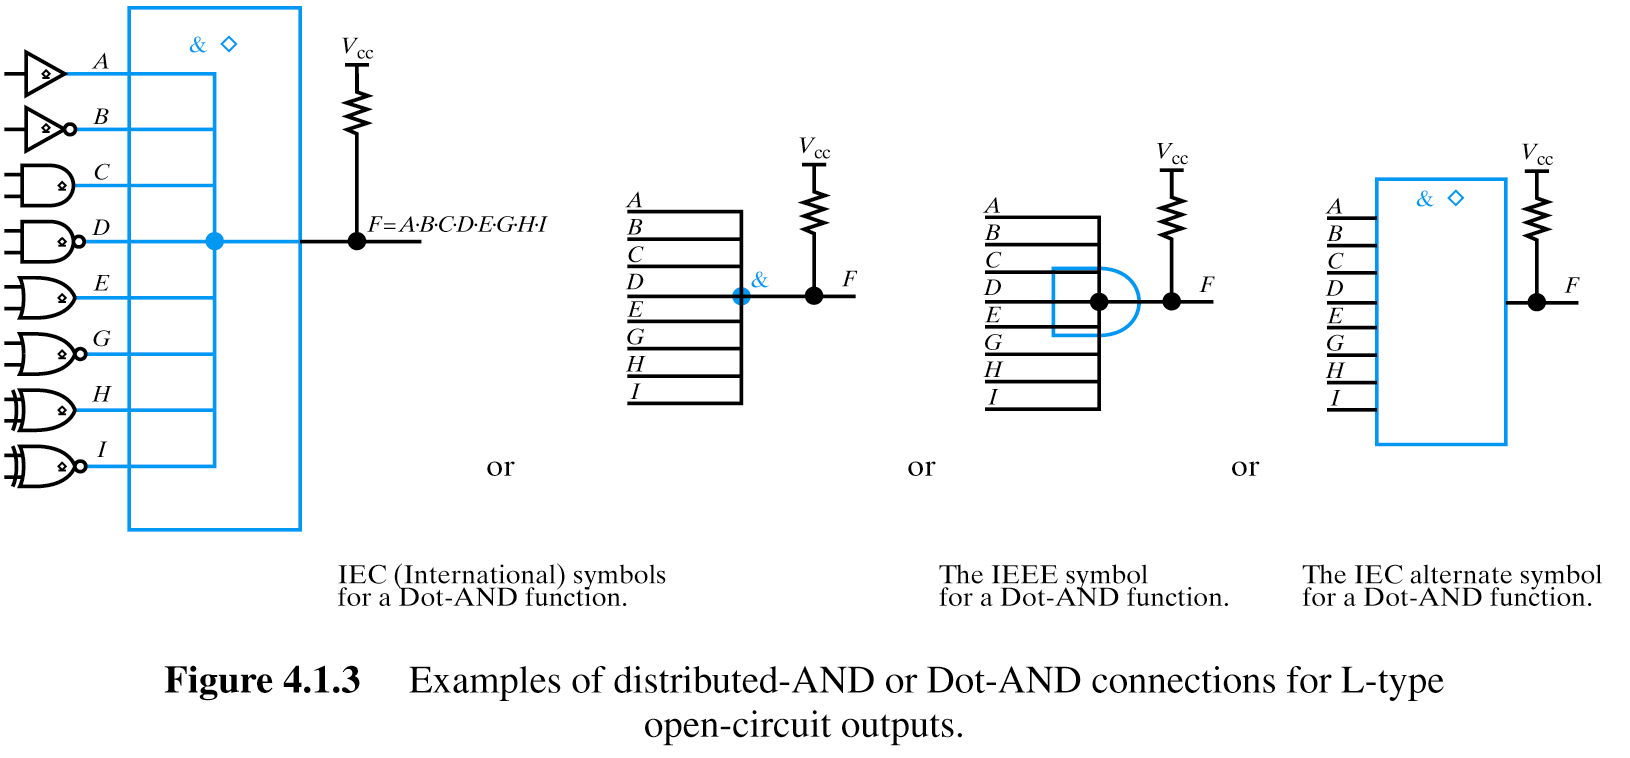 & ◇
A
B
C
D
E
G
H
I
Vcc
F=A·B·C·D·E·G·H·I
or
A
B
C
D
E
G
H
I
&
Vcc
F
or
A
B
C
D
E
G
H
I
Vcc
F
or
A
B
C
D
E
G
H
I
& ◇
Vcc
F
IEC (International) symbols
for a Dot-AND function.
The IEEE symbol
for a Dot-AND function.
The IEC alternate symbol
for a Dot-AND function.
Figure 4.1.3 Examples of distributed-AND or Dot-AND connections for L-type
open-circuit outputs.